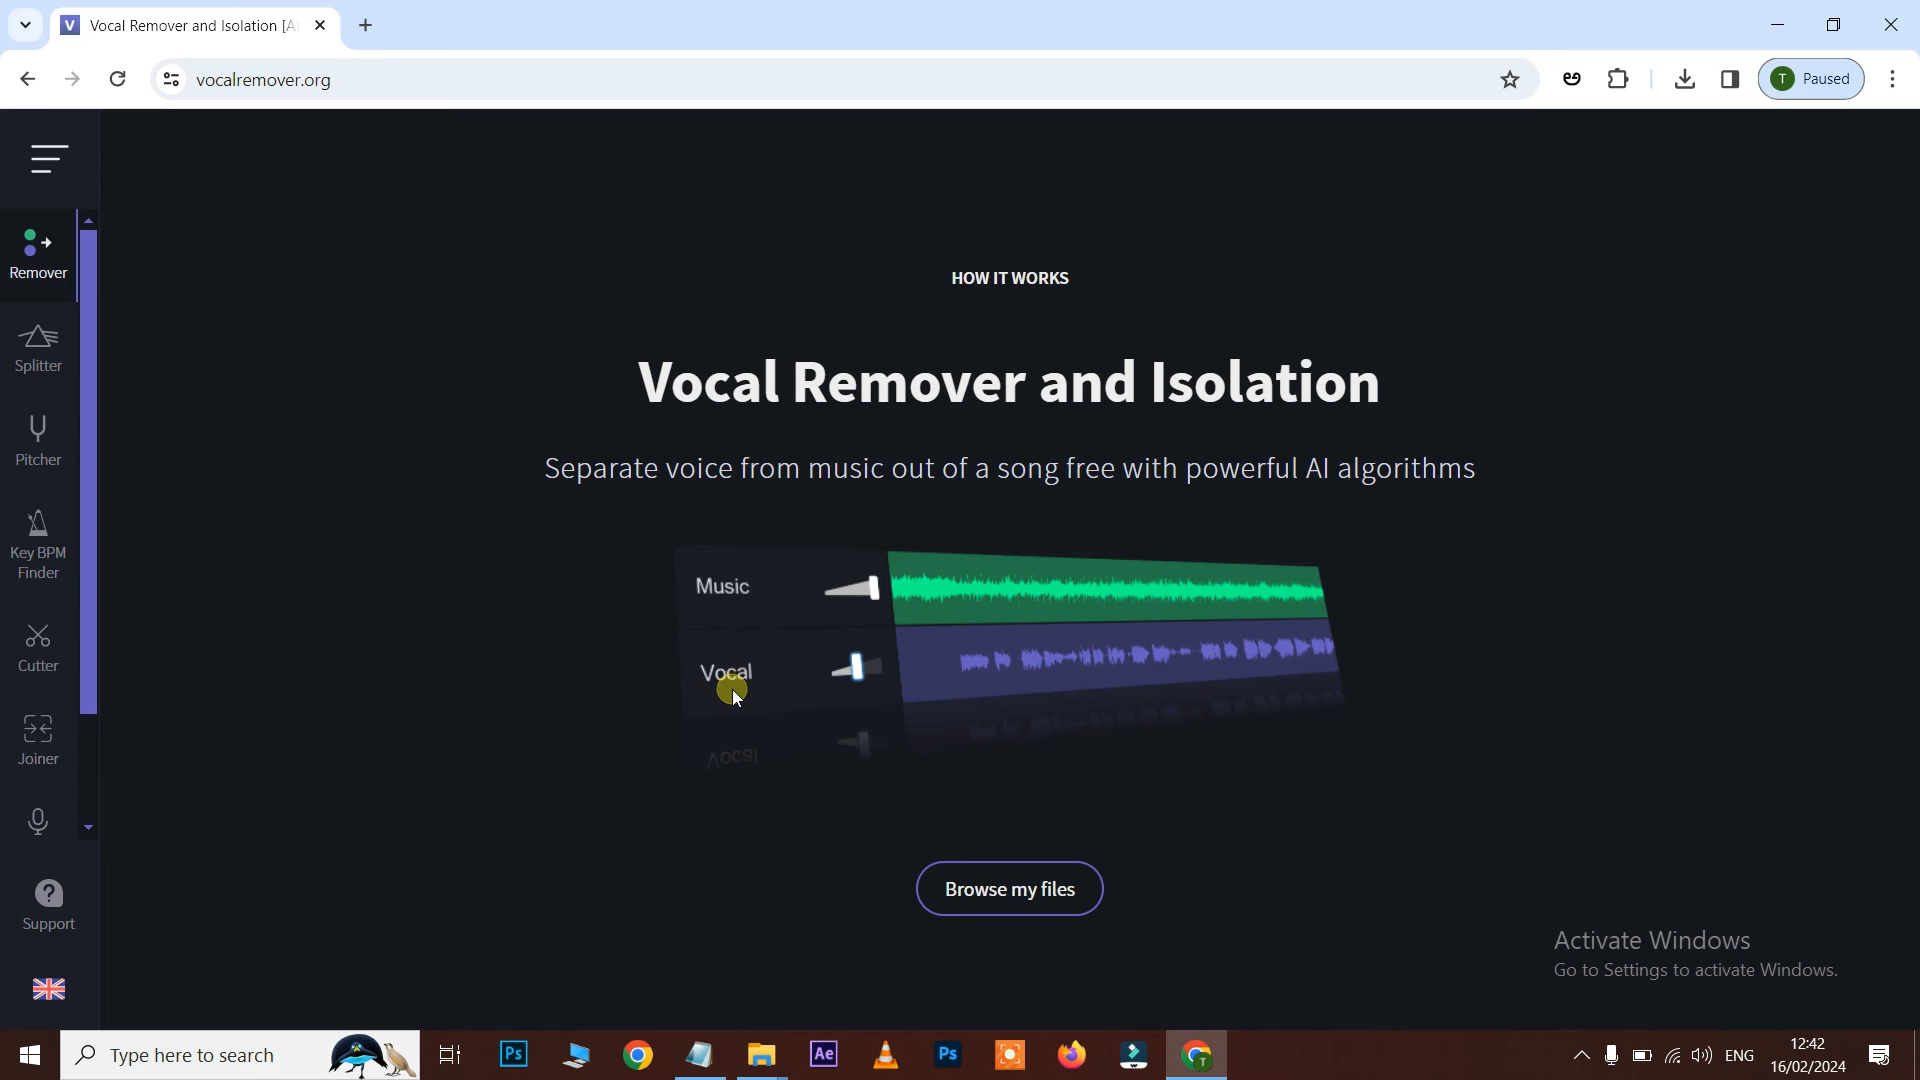 Vocal Remover and Isolation [A
vocalremover.org
T Paused
Remover
Splitter
Pitcher
Key BPM
Finder
Cutter
Joiner
Support
HOW IT WORKS
Vocal Remover and Isolation
Separate voice from music out of a song free with powerful AI algorithms
Music
Vocal
Vocal
Browse my files
Activate Windows
Go to Settings to activate Windows.
Type here to search
Ps
Ae
Ps
T
ENG
12:42
16/02/2024